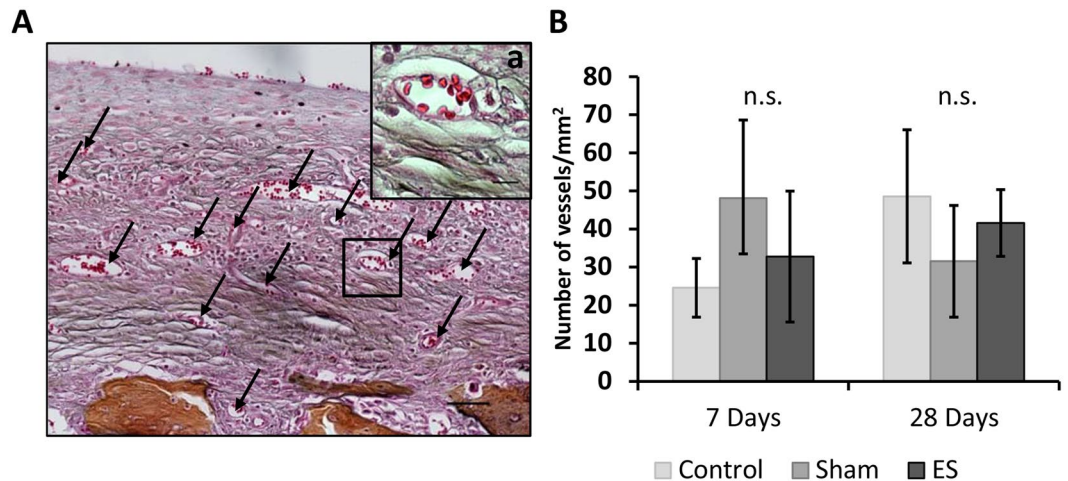 A
a
B
Number of vessels/mm²
80
70
60
50
40
30
20
10
0
n.s.
n.s.
7 Days
28 Days
Control
Sham
ES